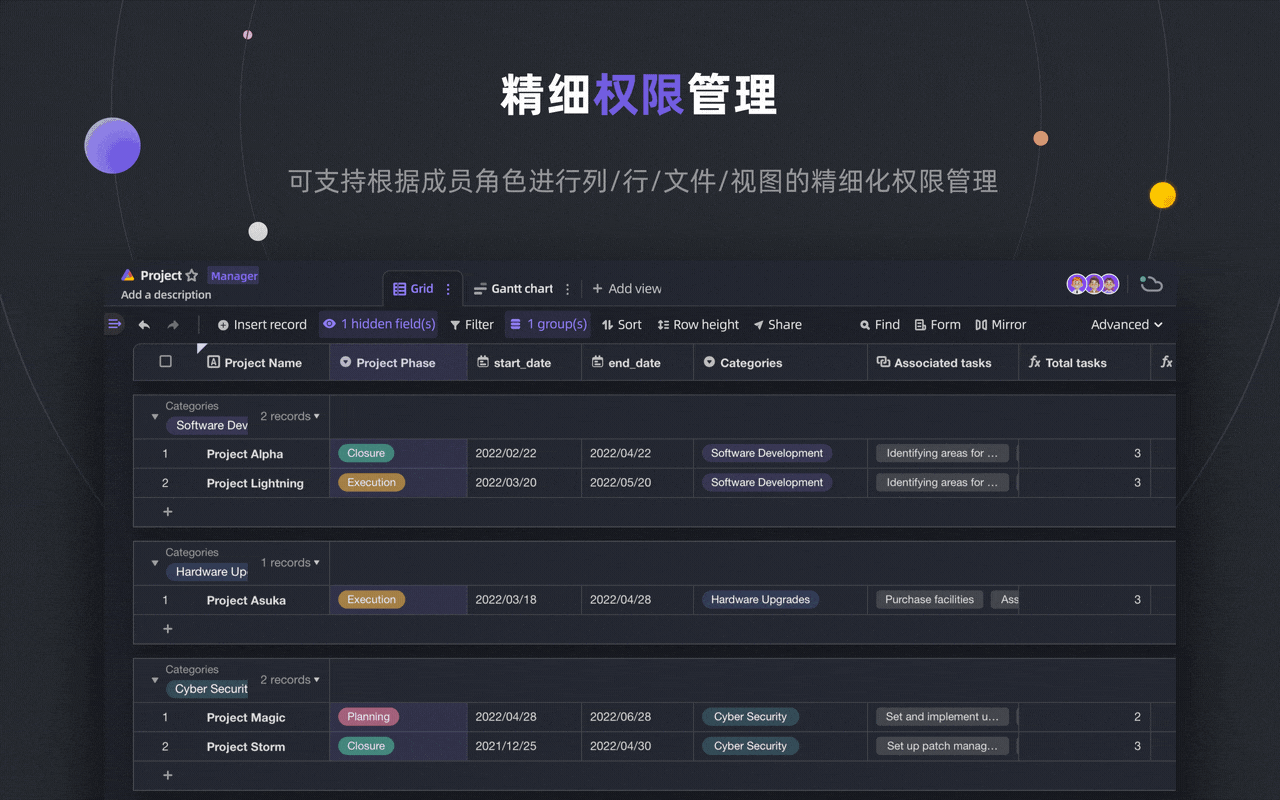 精细权限管理
可支持根据成员角色进行列/行/文件/视图的精细化权限管理
Project Manager
Add a description
Grid Gantt chart + Add view
Insert record 1 hidden field(s) Filter 1 group(s) Sort Row height Share Find Form Mirror Advanced
Project Name Project Phase start_date end_date Categories Associated tasks fx Total tasks fx
Categories
Software Dev 2 records
1 Project Alpha Closure 2022/02/22 2022/04/22 Software Development Identifying areas for ... 3
2 Project Lightning Execution 2022/03/20 2022/05/20 Software Development Identifying areas for ... 3
+
Categories
Hardware Up 1 records
1 Project Asuka Execution 2022/03/18 2022/04/28 Hardware Upgrades Purchase facilities Ass 3
+
Categories
Cyber Securit 2 records
1 Project Magic Planning 2022/04/28 2022/06/28 Cyber Security Set and implement u... 2
2 Project Storm Closure 2021/12/25 2022/04/30 Cyber Security Set up patch manag... 3
+